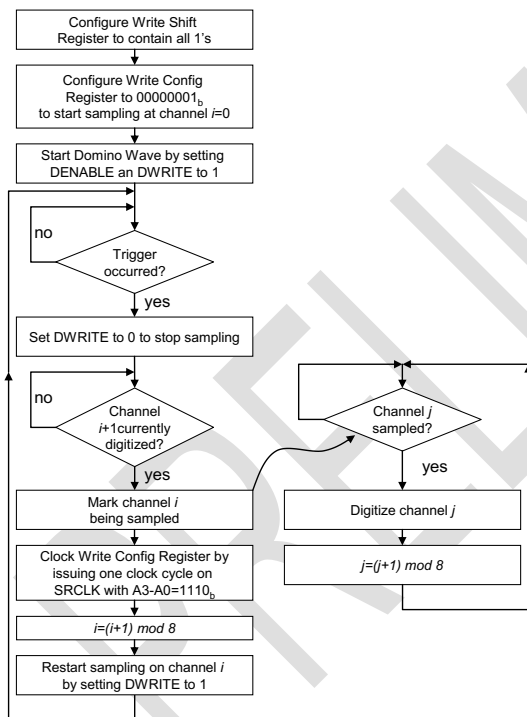 Configure Write Shift
Register to contain all 1's
Configure Write Config
Register to 00000001b
to start sampling at channel i=0
Start Domino Wave by setting
DENABLE an DWRITE to 1
no
Trigger
occurred?
yes
Set DWRITE to 0 to stop sampling
no
Channel
i+1currently
digitized?
yes
Mark channel i
being sampled
Clock Write Config Register by
issuing one clock cycle on
SRCLK with A3-A0=1110b
i=(i+1) mod 8
Restart sampling on channel i
by setting DWRITE to 1
Channel j
sampled?
yes
Digitize channel j
j=(j+1) mod 8